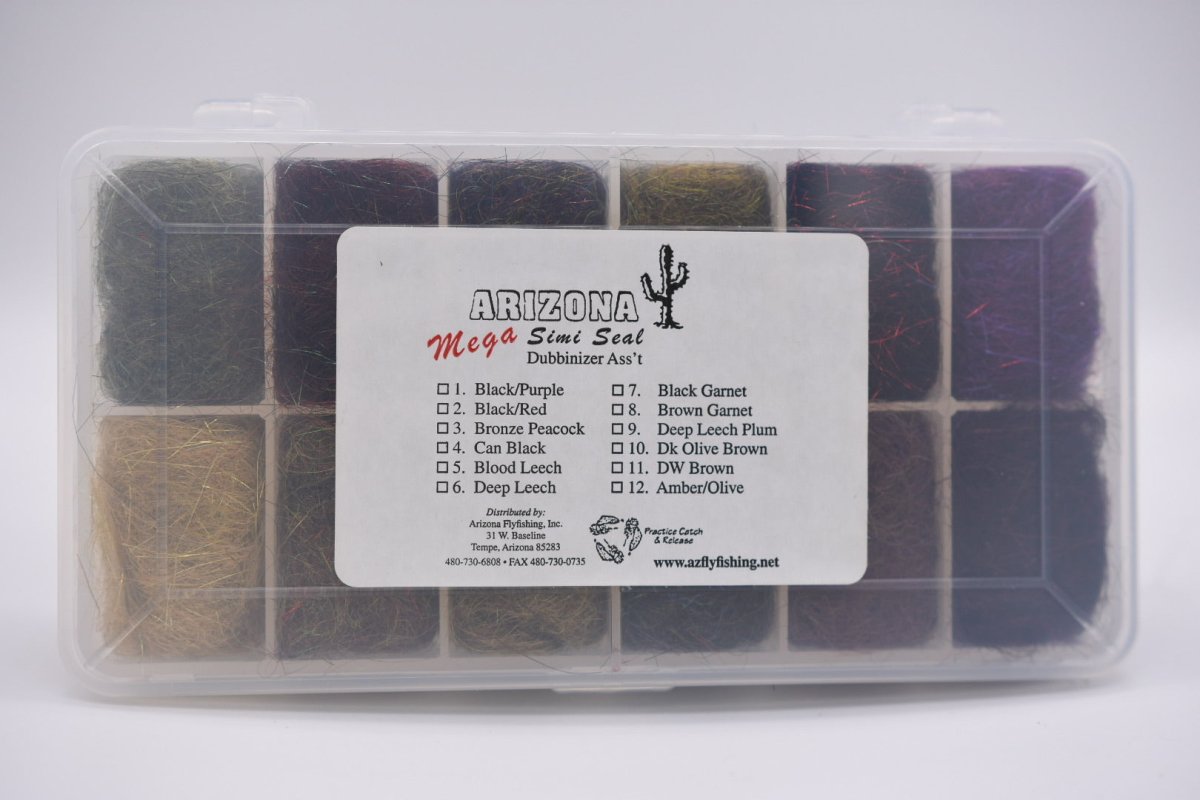 ARIZONA
Mega Simi Seal
Dubbinizer Ass't
☐ 1. Black/Purple
☐ 2. Black/Red
☐ 3. Bronze Peacock
☐ 4. Can Black
☐ 5. Blood Leech
☐ 6. Deep Leech
☐ 7. Black Garnet
☐ 8. Brown Garnet
☐ 9. Deep Leech Plum
☐ 10. Dk Olive Brown
☐ 11. DW Brown
☐ 12. Amber/Olive
Distributed by:
Arizona Flyfishing, Inc.
31 W. Baseline
Tempe, Arizona 85283
480-730-6808 • FAX 480-730-0735
Practice Catch
& Release
www.azflyfishing.net